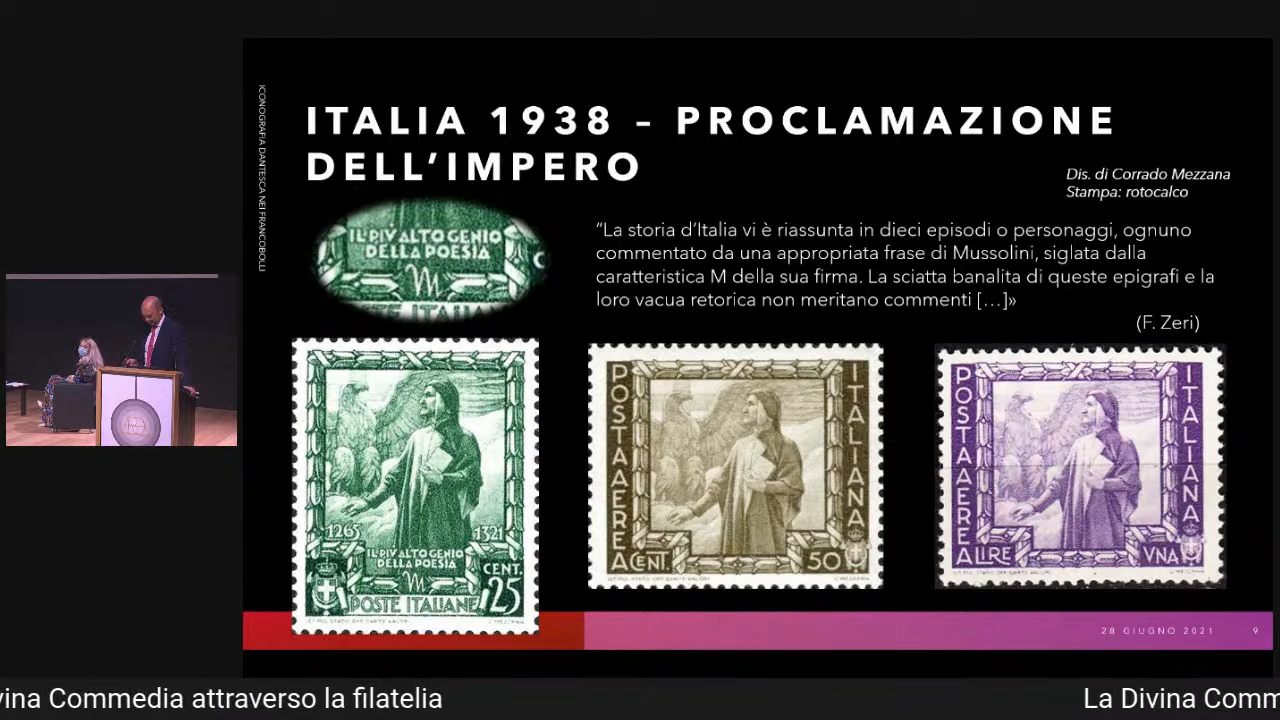 ICONOGRAFIA DANTESCA NEI FRANCOBOLLI
ITALIA 1938 – PROCLAMAZIONE
DELL'IMPERO
Dis. di Corrado Mezzana
Stampa: rotocalco
IL PIV ALTO GENIO
DELLA POESIA
M
"La storia d'Italia vi è riassunta in dieci episodi o personaggi, ognuno
commentato da una appropriata frase di Mussolini, siglata dalla
caratteristica M della sua firma. La sciatta banalita di queste epigrafi e la
loro vacua retorica non meritano commenti […]»
(F. Zeri)
1265 1321
IL PIV ALTO GENIO
DELLA POESIA
M
CENT.
25
POSTE ITALIANE
POSTA AEREA
ITALIANA
CENT. 50
POSTA AEREA
ITALIANA
LIRE VNA
28 GIUGNO 2021 9
vina Commedia attraverso la filatelia
La Divina Comm